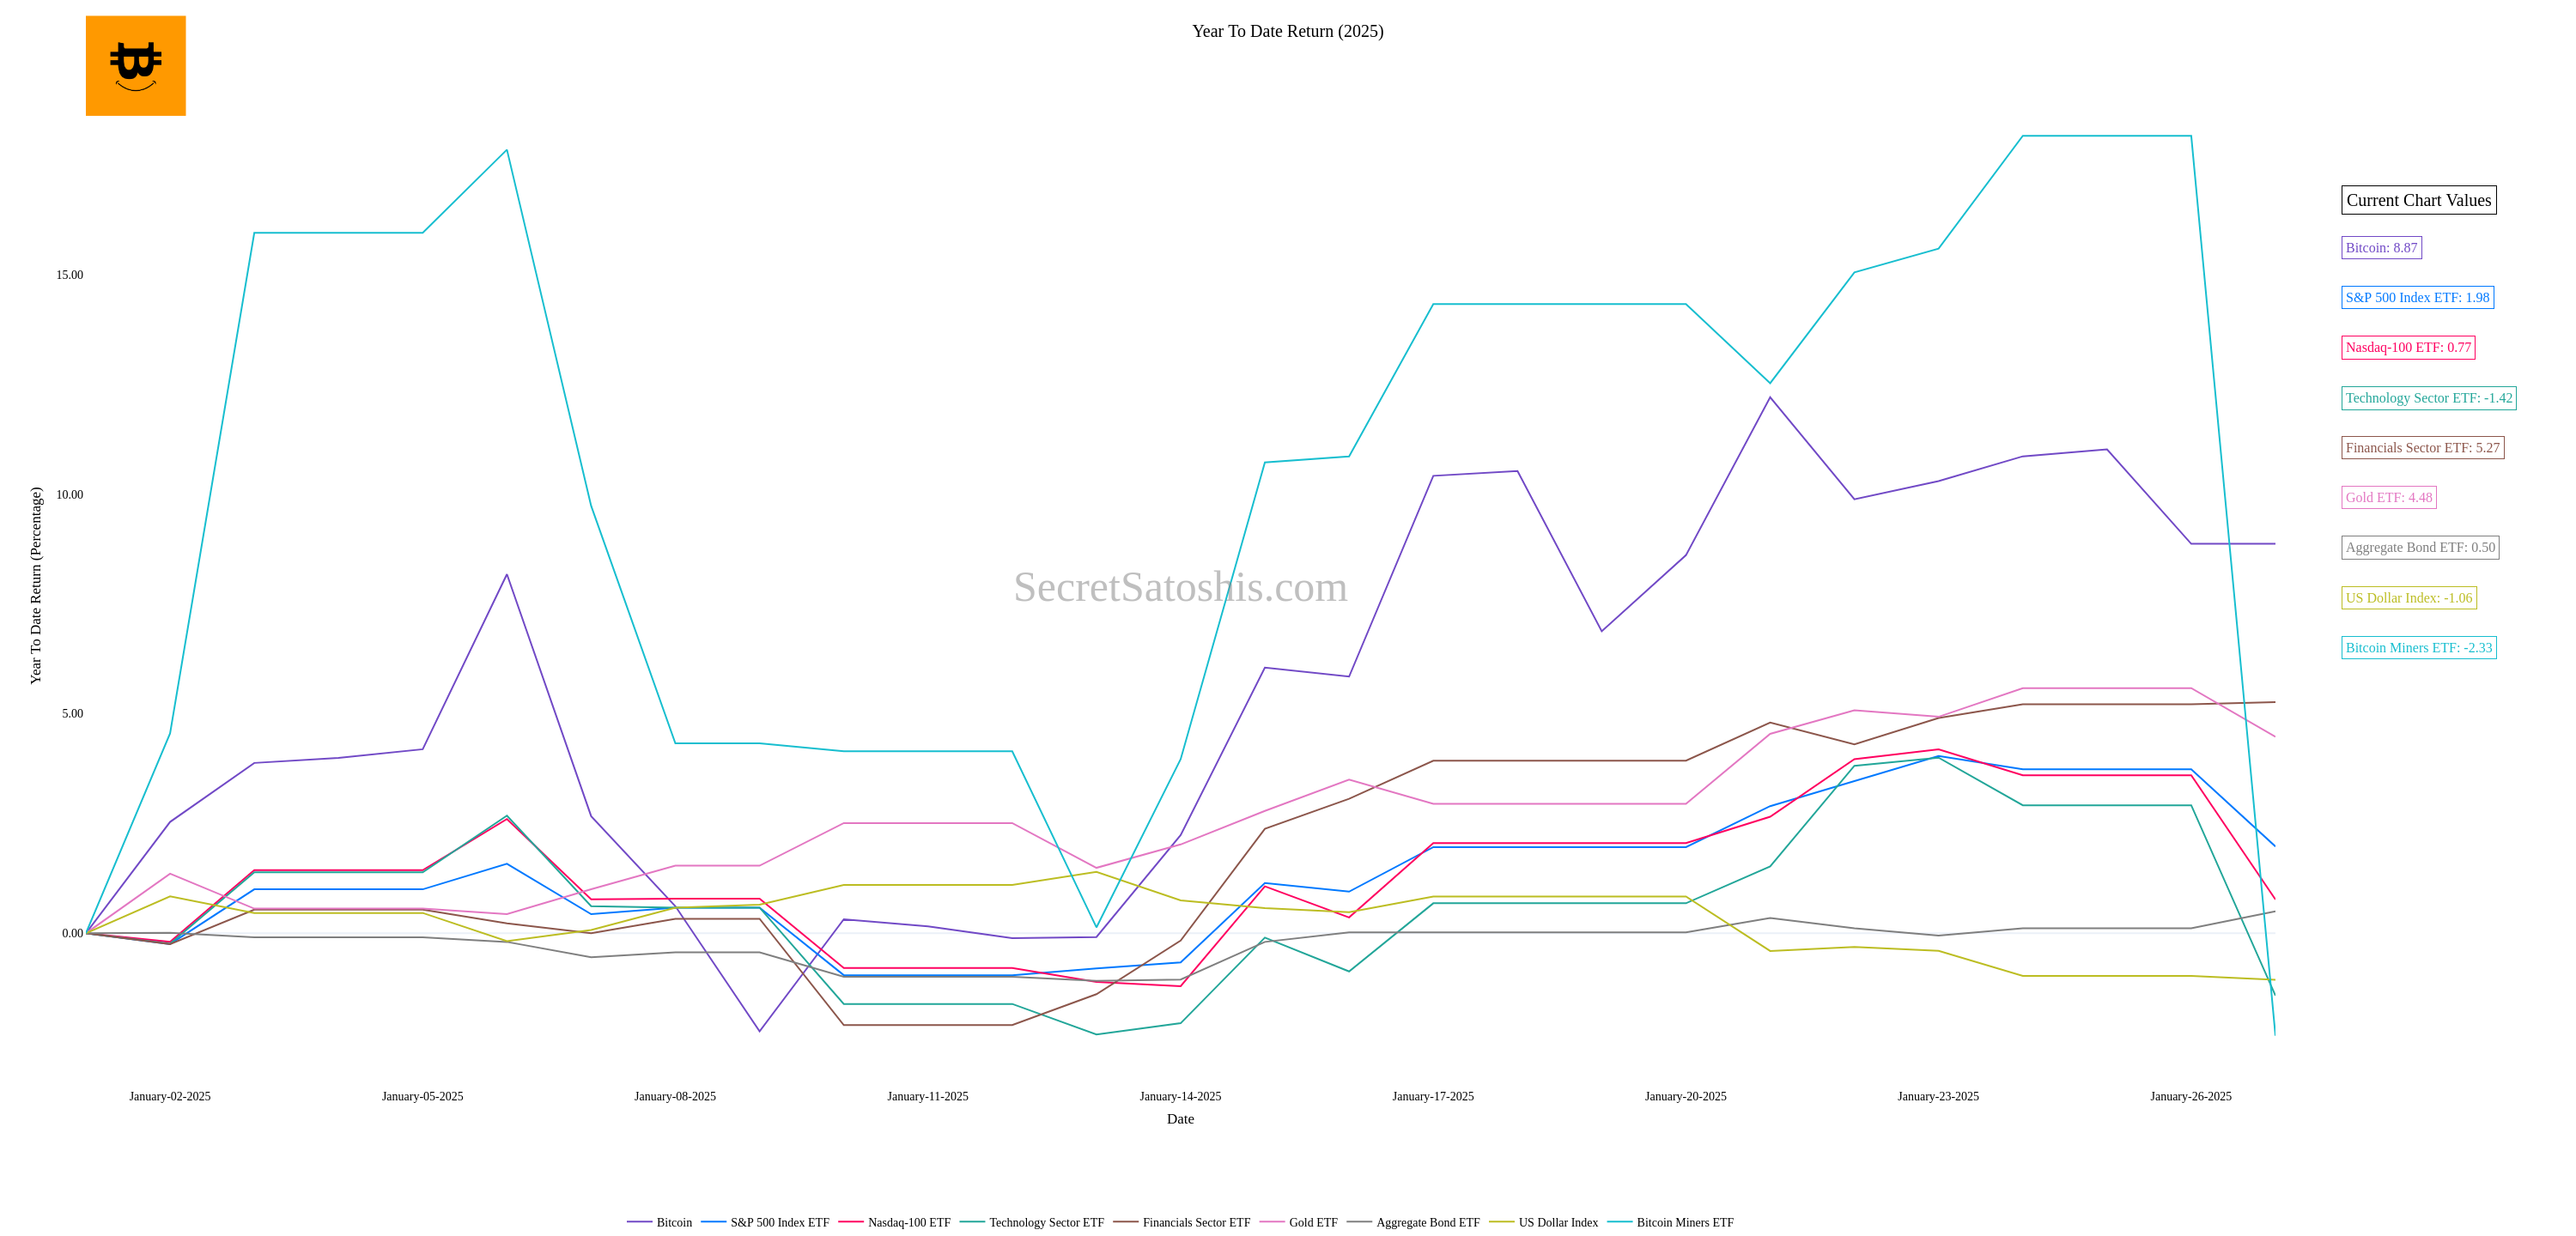 Year To Date Return (2025)
Current Chart Values
Bitcoin: 8.87
S&P 500 Index ETF: 1.98
Nasdaq-100 ETF: 0.77
Technology Sector ETF: -1.42
Financials Sector ETF: 5.27
Gold ETF: 4.48
Aggregate Bond ETF: 0.50
US Dollar Index: -1.06
Bitcoin Miners ETF: -2.33
Year To Date Return (Percentage)
15.00
10.00
5.00
0.00
SecretSatoshis.com
January-02-2025 January-05-2025 January-08-2025 January-11-2025 January-14-2025 January-17-2025 January-20-2025 January-23-2025 January-26-2025
Date
Bitcoin S&P 500 Index ETF Nasdaq-100 ETF Technology Sector ETF Financials Sector ETF Gold ETF Aggregate Bond ETF US Dollar Index Bitcoin Miners ETF